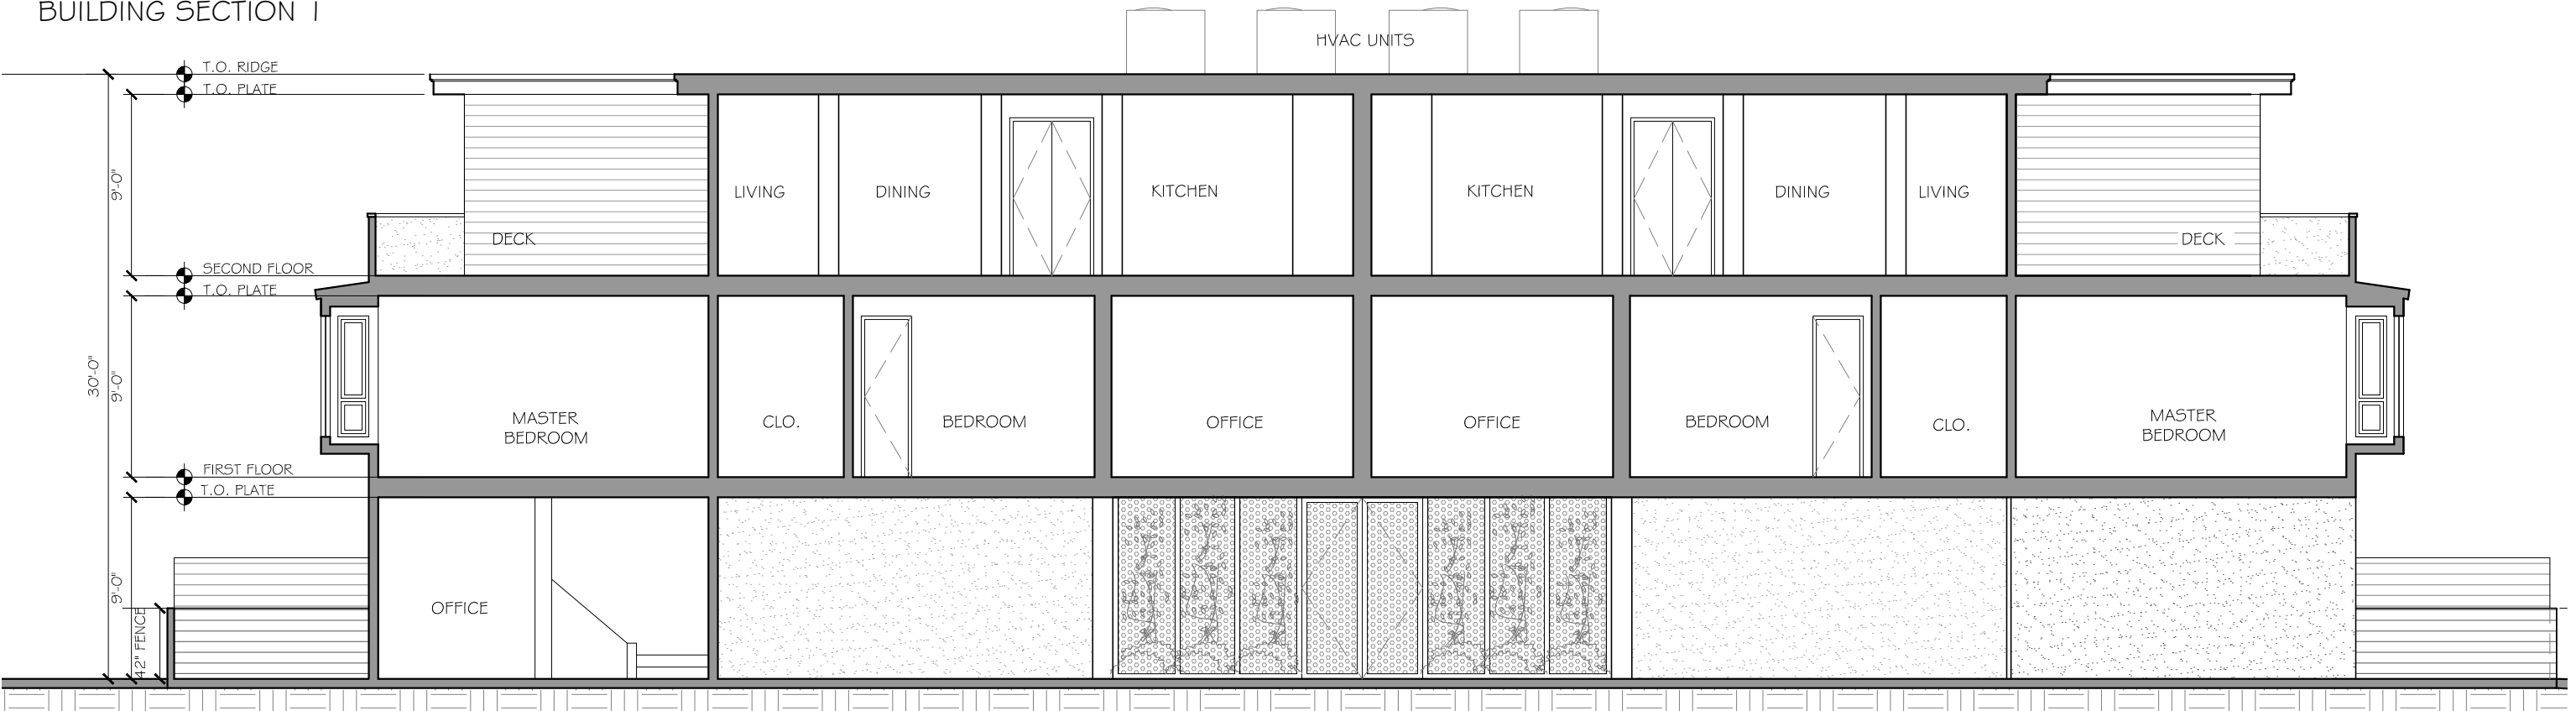 BUILDING SECTION 1
HVAC UNITS
T.O. RIDGE
T.O. PLATE
9'-0"
LIVING
DINING
KITCHEN
KITCHEN
DINING
LIVING
DECK
DECK
SECOND FLOOR
T.O. PLATE
30'-0"
9'-0"
MASTER
BEDROOM
CLO.
BEDROOM
OFFICE
OFFICE
BEDROOM
CLO.
MASTER
BEDROOM
FIRST FLOOR
T.O. PLATE
9'-0"
42" FENCE
OFFICE